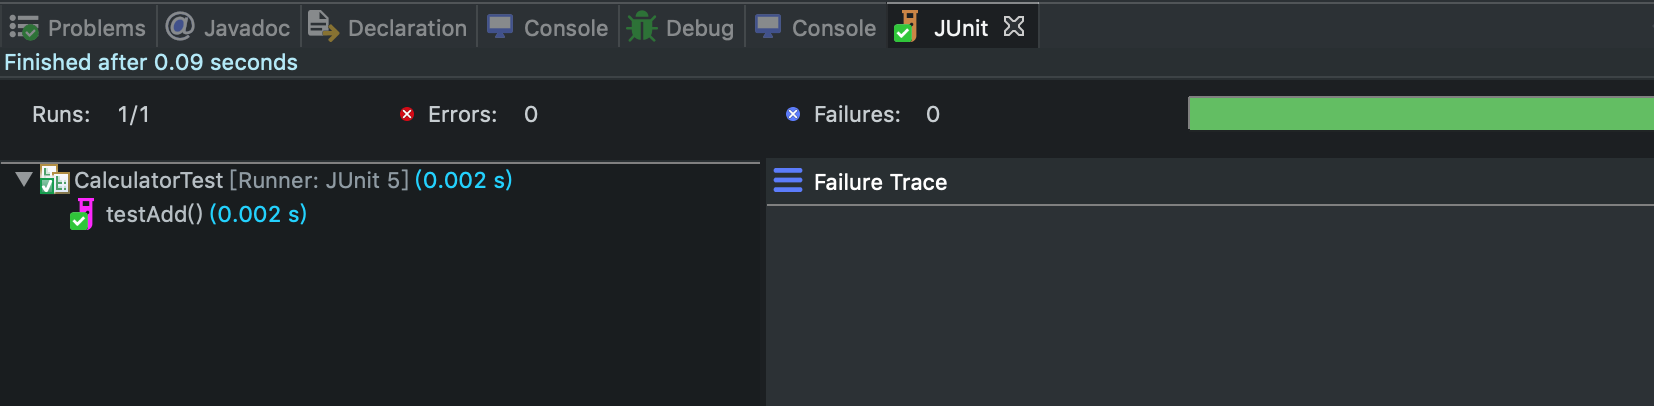 Problems Javadoc Declaration Console Debug Console JUnit
Finished after 0.09 seconds
Runs: 1/1 Errors: 0 Failures: 0
CalculatorTest [Runner: JUnit 5] (0.002 s)
testAdd() (0.002 s)
Failure Trace